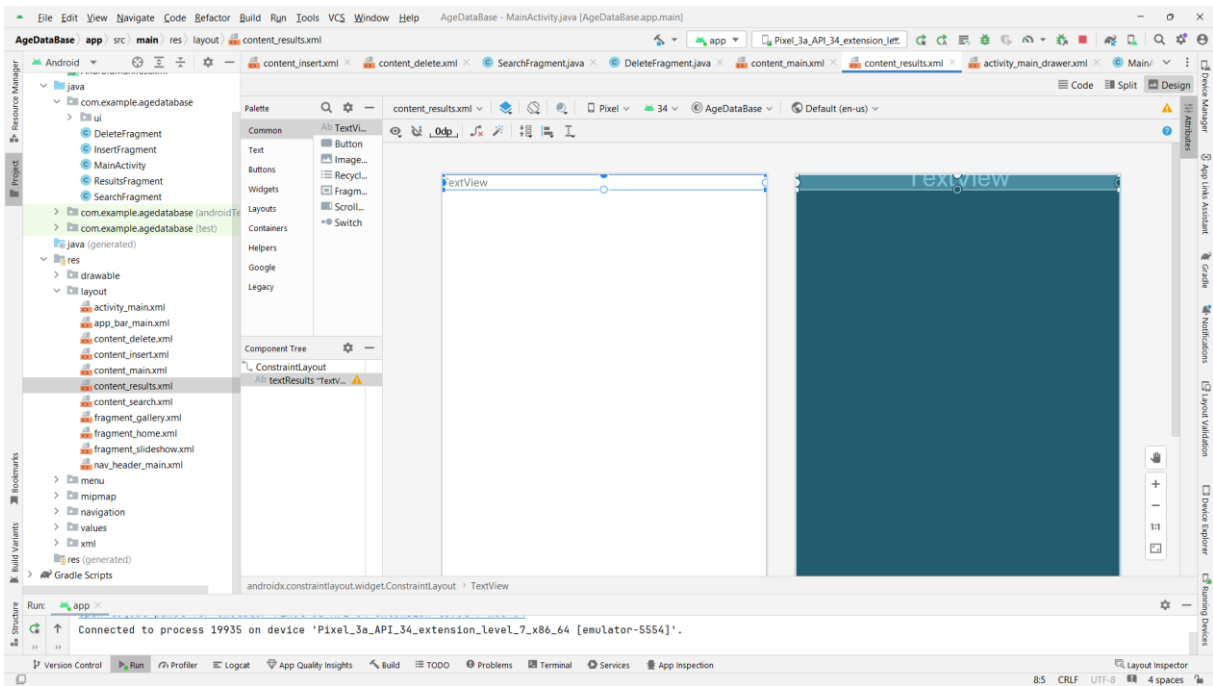 File Edit View Navigate Code Refactor Build Run Tools VCS Window Help AgeDataBase - MainActivity.java [AgeDataBase.app.main]
AgeDataBase app src main res layout content_results.xml app Pixel_3a_API_34_extension_le
Android content_insert.xml content_delete.xml SearchFragment.java DeleteFragment.java content_main.xml content_results.xml activity_main_drawer.xml Main
java
Code Split Design
com.example.agedatabase
Palette
content_results.xml Pixel 34 AgeDataBase Default (en-us)
ui
DeleteFragment
InsertFragment
MainActivity
ResultsFragment
SearchFragment
com.example.agedatabase (androidTe
com.example.agedatabase (test)
java (generated)
res
drawable
layout
activity_main.xml
app_bar_main.xml
content_delete.xml
content_insert.xml
content_main.xml
content_results.xml
content_search.xml
fragment_gallery.xml
fragment_home.xml
fragment_slideshow.xml
nav_header_main.xml
menu
mipmap
navigation
values
xml
res (generated)
Gradle Scripts
Common
Text
Buttons
Widgets
Layouts
Containers
Helpers
Google
Legacy
Ab TextVi...
Button
Image...
Recycl...
Fragm...
Scroll...
Switch
Component Tree
ConstraintLayout
Ab textResults "TextV...
0dp
TextView
TextView
1:1
androidx.constraintlayout.widget.ConstraintLayout TextView
Resource Manager
Project
Bookmarks
Build Variants
Structure
Device Manager
Attributes
App Links Assistant
Gradle
Notifications
Layout Validation
Device Explorer
Running Devices
Run: app
Connected to process 19935 on device 'Pixel_3a_API_34_extension_level_7_x86_64 [emulator-5554]'.
Version Control Run Profiler Logcat App Quality Insights Build TODO Problems Terminal Services App Inspection Layout Inspector
8:5 CRLF UTF-8 4 spaces